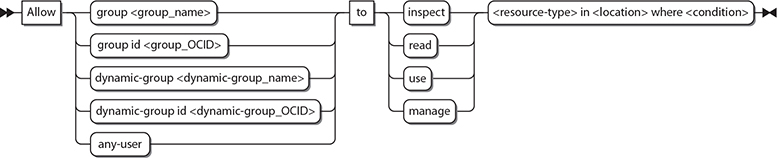 Allow
group <group_name>
group id <group_OCID>
dynamic-group <dynamic-group_name>
dynamic-group id <dynamic-group_OCID>
any-user
to
inspect
read
use
manage
<resource-type> in <location> where <condition>